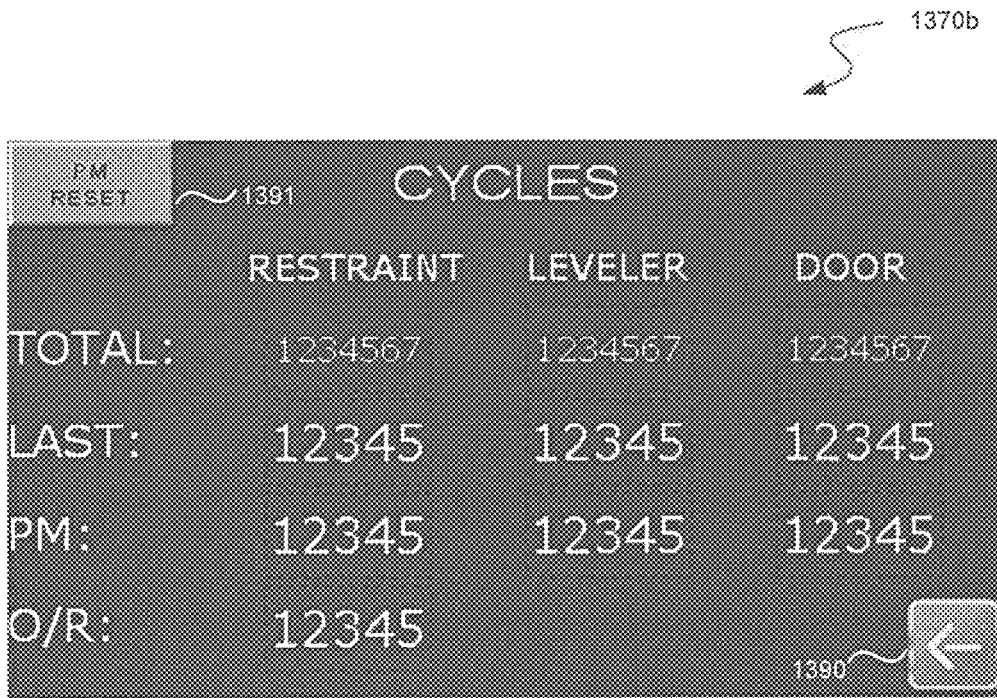 1370b
PM
RESET
1391
CYCLES
RESTRAINT LEVELER DOOR
TOTAL: 1234567 1234567 1234567
LAST: 12345 12345 12345
PM: 12345 12345 12345
O/R: 12345
1390